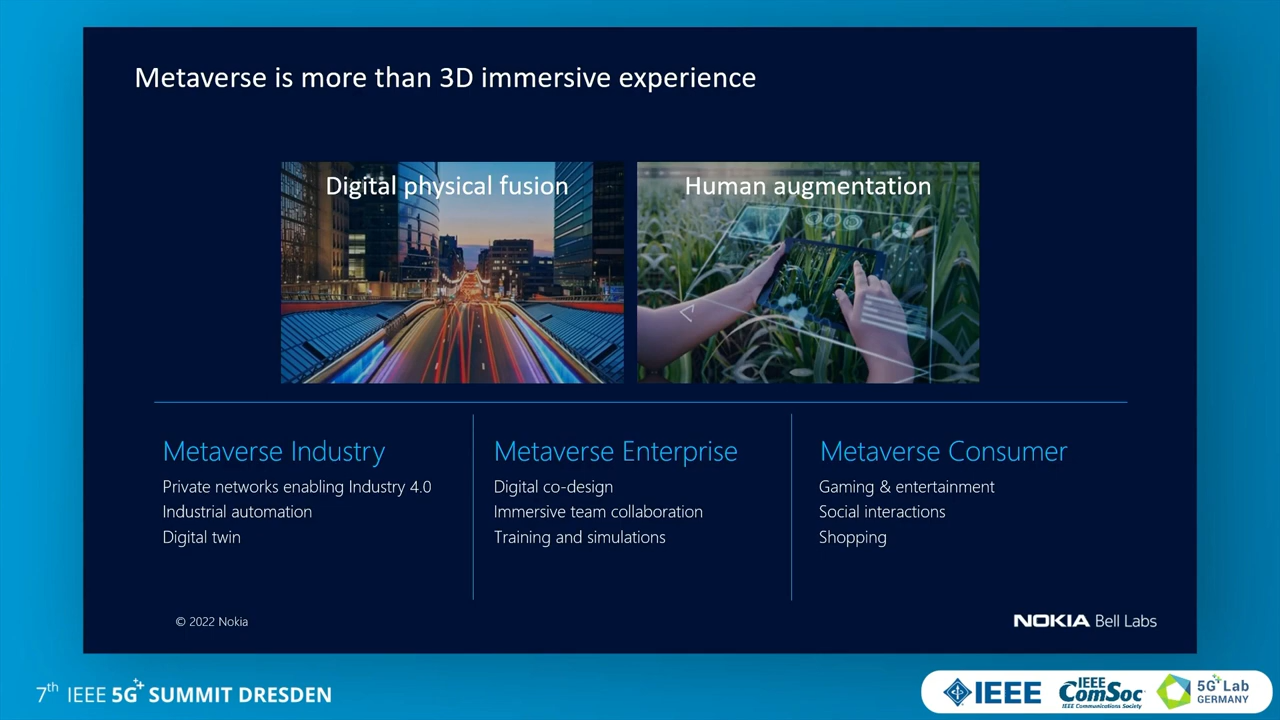 Metaverse is more than 3D immersive experience
Digital physical fusion
Human augmentation
Metaverse Industry
Private networks enabling Industry 4.0
Industrial automation
Digital twin
Metaverse Enterprise
Digital co-design
Immersive team collaboration
Training and simulations
Metaverse Consumer
Gaming & entertainment
Social interactions
Shopping
© 2022 Nokia
NOKIA Bell Labs
7th IEEE 5G++ SUMMIT DRESDEN
IEEE
IEEE
ComSoc
IEEE Communications Society
5G++ Lab
GERMANY